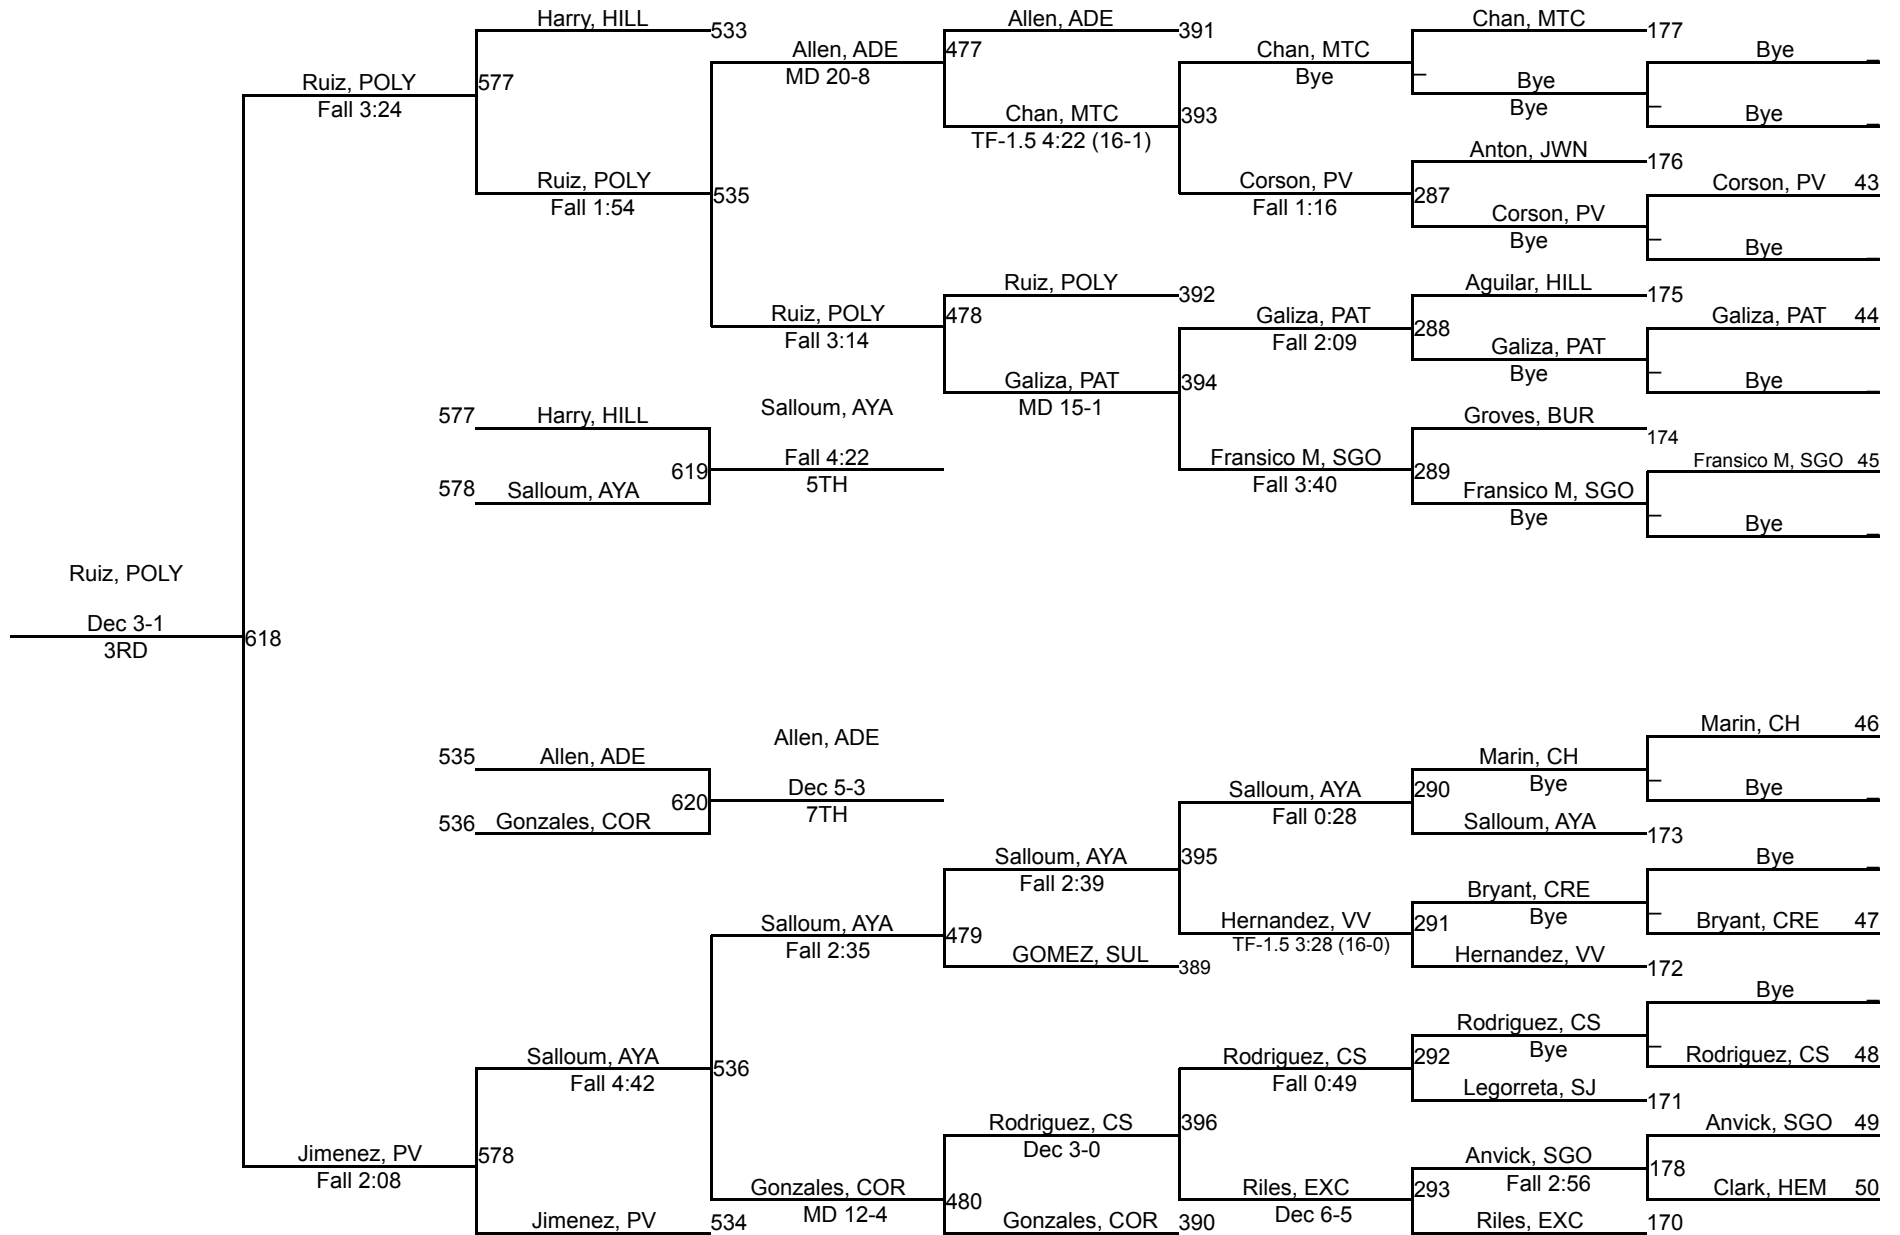 Harry, HILL
533
Allen, ADE
391
Chan, MTC
177
Allen, ADE
477
MD 20-8
Chan, MTC
Bye
_
Bye
_
Ruiz, POLY
Fall 3:24
577
Bye
Bye
_
Chan, MTC
393
TF-1.5 4:22 (16-1)
Bye
_
Anton, JWN
176
Ruiz, POLY
Fall 1:54
535
Corson, PV
Fall 1:16
287
Corson, PV 43
Corson, PV
Bye
_
Bye
_
Ruiz, POLY
392
Aguilar, HILL
175
Ruiz, POLY
478
Fall 3:14
Galiza, PAT
Fall 2:09
288
Galiza, PAT 44
Galiza, PAT
Bye
_
Galiza, PAT
394
MD 15-1
Bye
_
577 Harry, HILL
Salloum, AYA
Groves, BUR
174
619
Fall 4:22
5TH
Fransico M, SGO
Fall 3:40
289
Fransico M, SGO 45
578 Salloum, AYA
Fransico M, SGO
Bye
_
Bye
_
Ruiz, POLY
Dec 3-1
3RD
618
Marin, CH 46
535 Allen, ADE
Allen, ADE
Marin, CH
Bye
_
Dec 5-3
7TH
620
Salloum, AYA
Fall 0:28
290
Bye
_
536 Gonzales, COR
Salloum, AYA
173
Salloum, AYA
Fall 2:39
395
Bye
_
Bryant, CRE
Bye
_
Salloum, AYA
Fall 2:35
479
Hernandez, VV
TF-1.5 3:28 (16-0)
291
Bryant, CRE 47
GOMEZ, SUL
389
Hernandez, VV
172
Bye
_
Rodriguez, CS
Bye
_
Salloum, AYA
Fall 4:42
536
Rodriguez, CS
Fall 0:49
292
Rodriguez, CS 48
Legorreta, SJ
171
Rodriguez, CS
Dec 3-0
396
Anvick, SGO 49
Jimenez, PV
Fall 2:08
578
Anvick, SGO
Fall 2:56
178
Gonzales, COR
MD 12-4
480
Riles, EXC
Dec 6-5
293
Clark, HEM 50
Jimenez, PV
534
Gonzales, COR
390
Riles, EXC
170